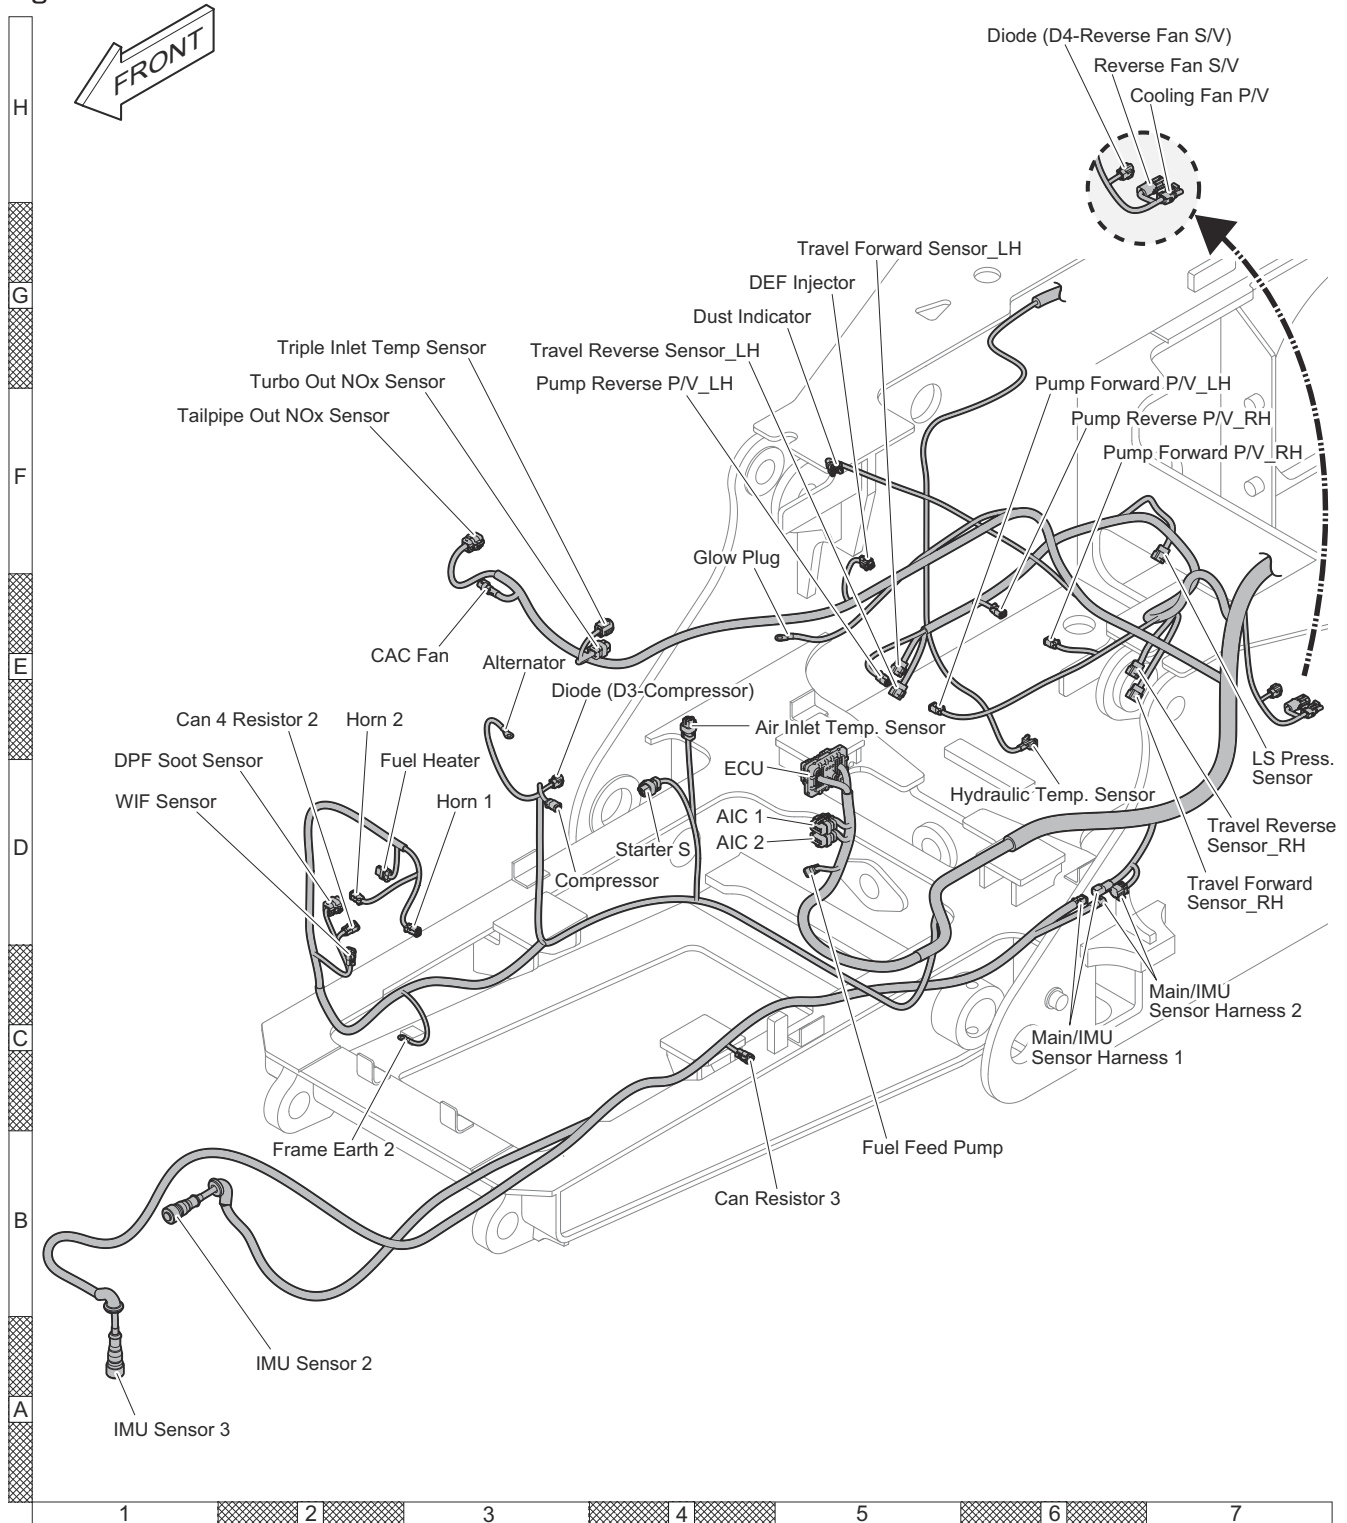 FRONT
Diode (D4-Reverse Fan S/V)
Reverse Fan S/V
Cooling Fan P/V
H
Travel Forward Sensor_LH
DEF Injector
G
Dust Indicator
Triple Inlet Temp Sensor
Travel Reverse Sensor_LH
Turbo Out NOx Sensor
Pump Reverse P/V_LH
Pump Forward P/V_LH
Tailpipe Out NOx Sensor
Pump Reverse P/V_RH
Pump Forward P/V_RH
F
Glow Plug
CAC Fan
Alternator
E
Diode (D3-Compressor)
Can 4 Resistor 2
Horn 2
Air Inlet Temp. Sensor
DPF Soot Sensor
Fuel Heater
ECU
LS Press.
Sensor
WIF Sensor
Horn 1
Hydraulic Temp. Sensor
AIC 1
Travel Reverse
Sensor_RH
D
Starter S
AIC 2
Compressor
Travel Forward
Sensor_RH
Main/IMU
Sensor Harness 2
C
Main/IMU
Sensor Harness 1
Frame Earth 2
Fuel Feed Pump
Can Resistor 3
B
IMU Sensor 2
A
IMU Sensor 3
1 2 3 4 5 6 7